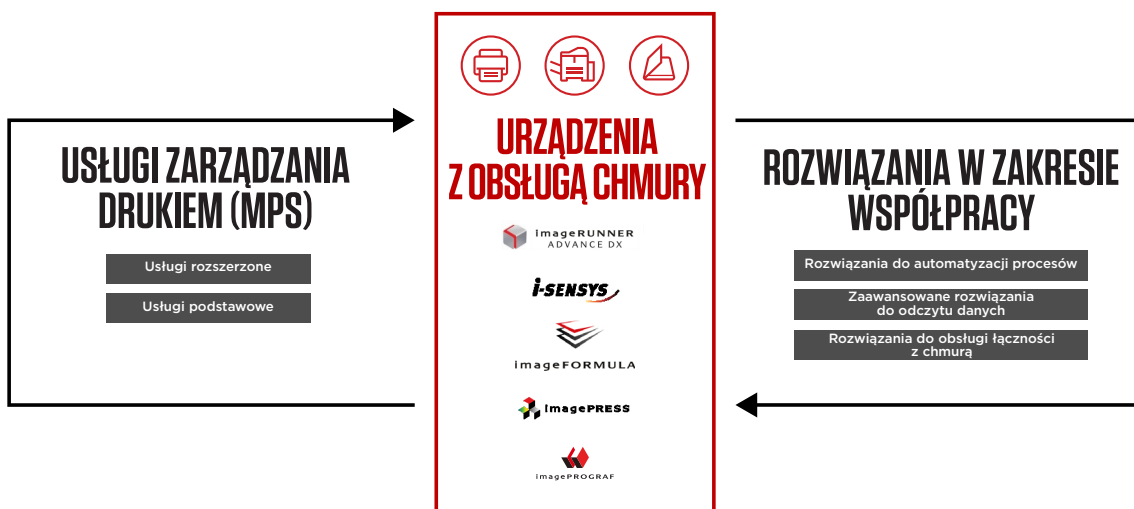 USŁUGI ZARZĄDZANIA
DRUKIEM (MPS)
Usługi rozszerzone
Usługi podstawowe
URZĄDZENIA
Z OBSŁUGĄ CHMURY
imageRUNNER
ADVANCE DX
i-SENSYS
imageFORMULA
imagePRESS
imagePROGRAF
ROZWIĄZANIA W ZAKRESIE
WSPÓŁPRACY
Rozwiązania do automatyzacji procesów
Zaawansowane rozwiązania
do odczytu danych
Rozwiązania do obsługi łączności
z chmurą